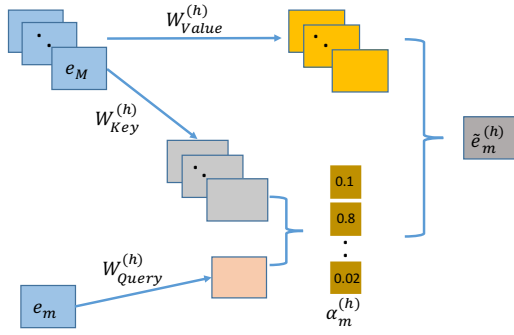 W_{Value}^{(h)}
e_M
W_{Key}^{(h)}
ẽ_m^{(h)}
0.1
0.8
W_{Query}^{(h)}
0.02
e_m
α_m^{(h)}